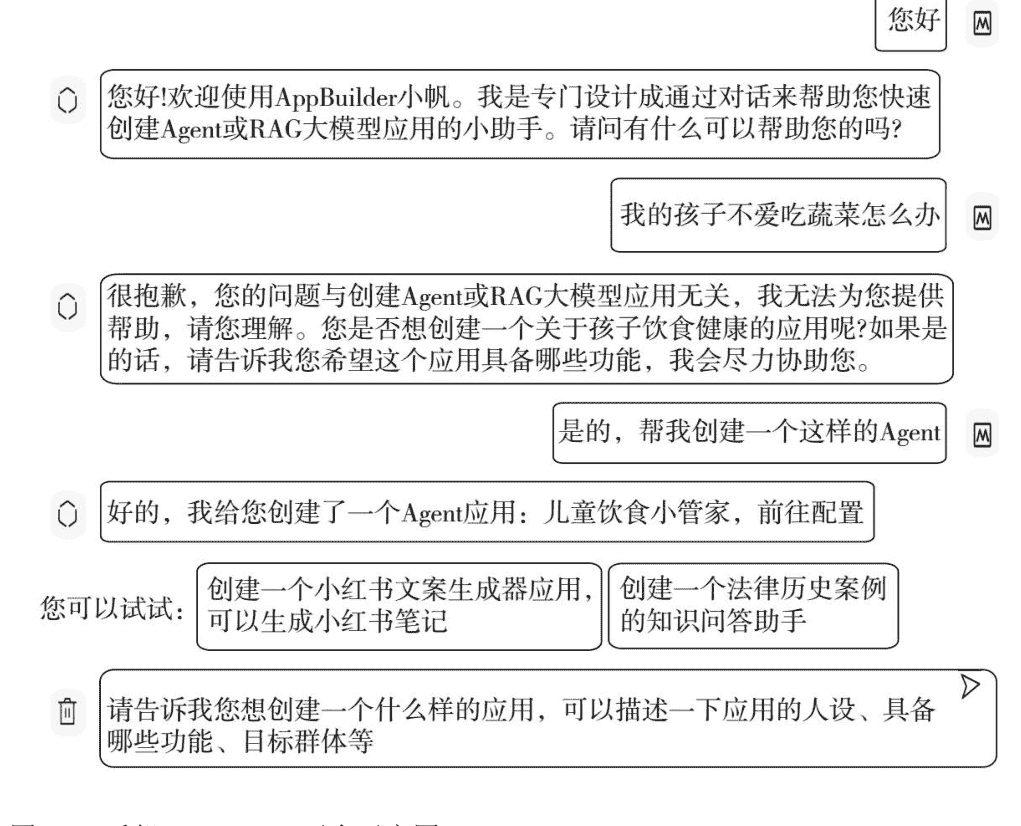 您好
您好!欢迎使用AppBuilder小帆。我是专门设计成通过对话来帮助您快速
创建Agent或RAG大模型应用的小助手。请问有什么可以帮助您的吗?
我的孩子不爱吃蔬菜怎么办
很抱歉，您的问题与创建Agent或RAG大模型应用无关，我无法为您提供
帮助，请您理解。您是否想创建一个关于孩子饮食健康的应用呢?如果是
的话，请告诉我您希望这个应用具备哪些功能，我会尽力协助您。
是的，帮我创建一个这样的Agent
好的，我给您创建了一个Agent应用：儿童饮食小管家，前往配置
您可以试试：
创建一个小红书文案生成器应用，
可以生成小红书笔记
创建一个法律历史案例
的知识问答助手
请告诉我您想创建一个什么样的应用，可以描述一下应用的人设、具备
哪些功能、目标群体等